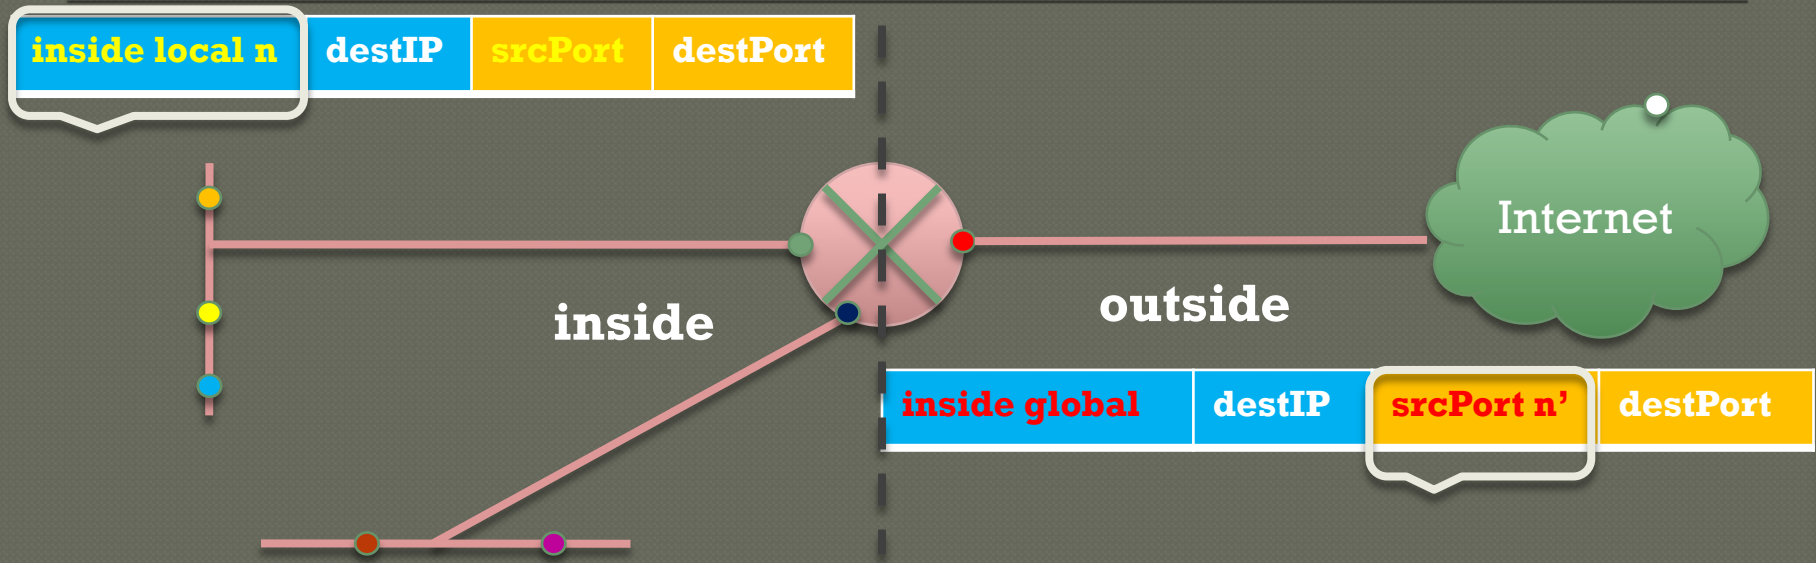 inside local n destIP srcPort destPort
Internet
inside
outside
inside global destIP srcPort n’ destPort